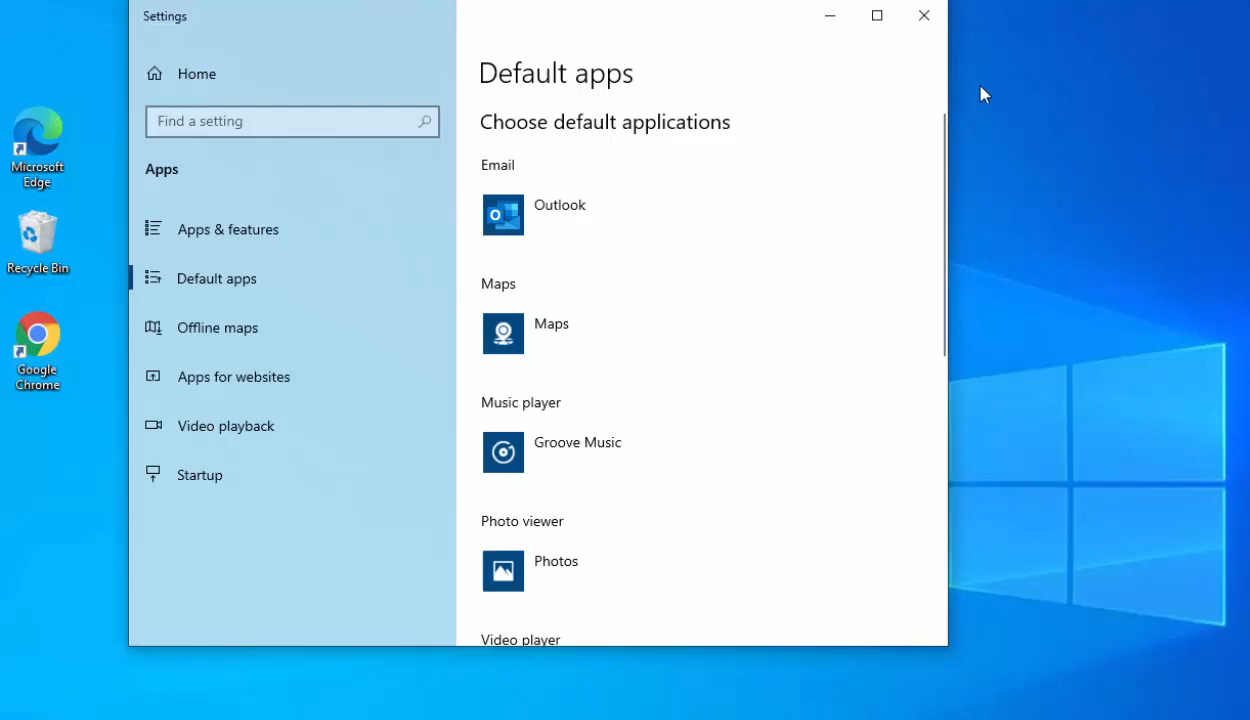 Settings
Home
Find a setting
Apps
Apps & features
Default apps
Offline maps
Apps for websites
Video playback
Startup
Default apps
Choose default applications
Email
Outlook
Maps
Maps
Music player
Groove Music
Photo viewer
Photos
Video player
Microsoft
Edge
Recycle Bin
Google
Chrome